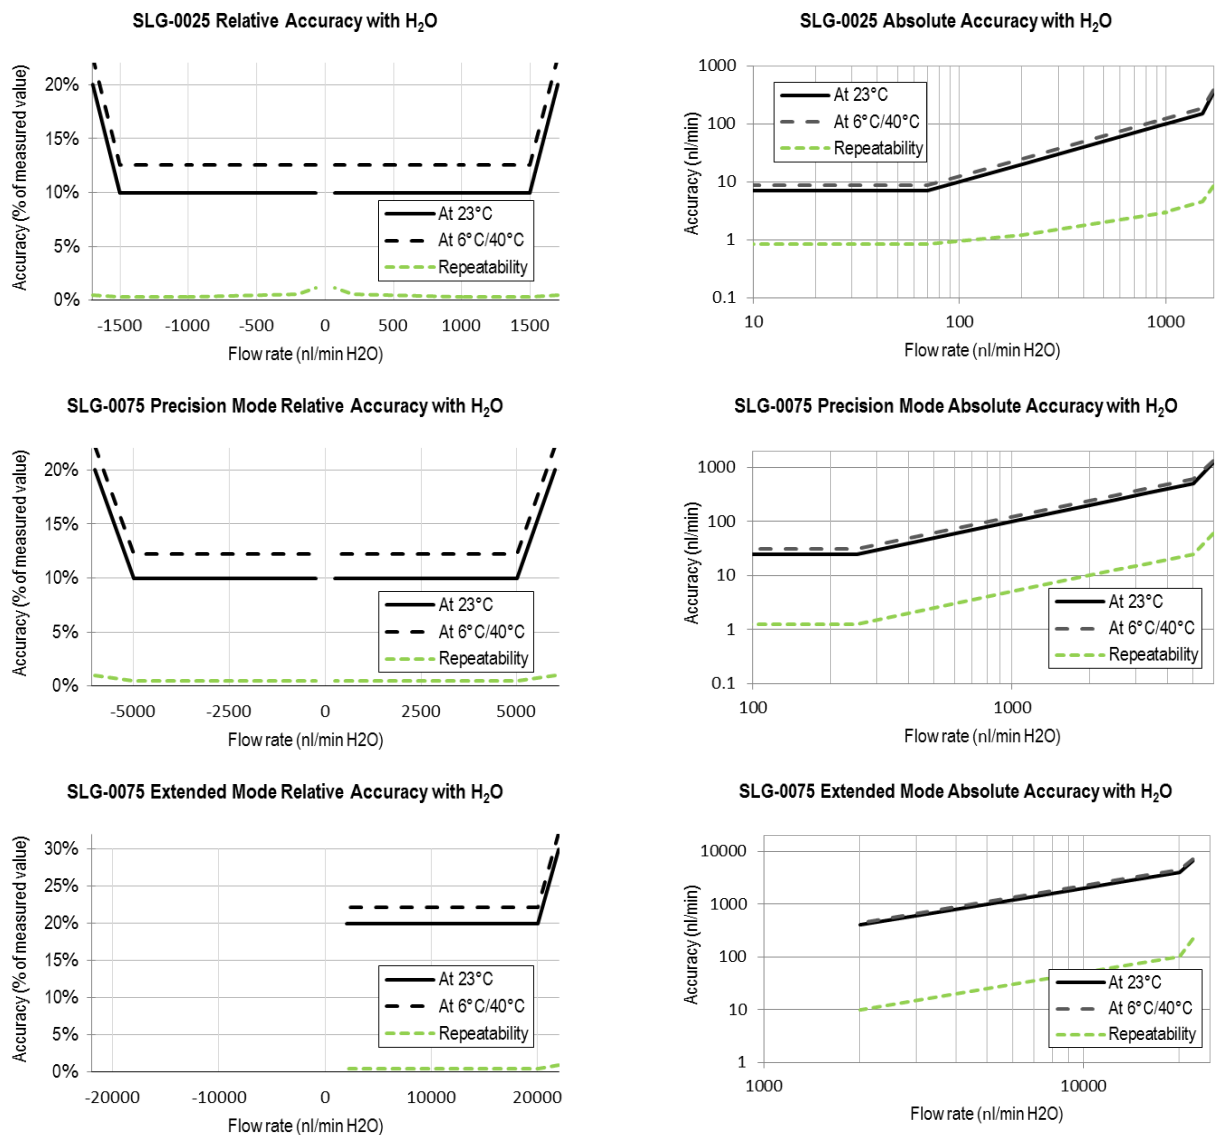 SLG-0025 Relative Accuracy with H₂O
Accuracy (% of measured value)
20%
15%
10%
5%
0%
At 23°C
At 6°C/40°C
Repeatability
-1500 -1000 -500 0 500 1000 1500
Flow rate (nl/min H2O)
SLG-0025 Absolute Accuracy with H₂O
Accuracy (nl/min)
1000
100
10
1
0.1
At 23°C
At 6°C/40°C
Repeatability
10 100 1000
Flow rate (nl/min H2O)
SLG-0075 Precision Mode Relative Accuracy with H₂O
Accuracy (% of measured value)
20%
15%
10%
5%
0%
At 23°C
At 6°C/40°C
Repeatability
-5000 -2500 0 2500 5000
Flow rate (nl/min H2O)
SLG-0075 Precision Mode Absolute Accuracy with H₂O
Accuracy (nl/min)
1000
100
10
1
0.1
At 23°C
At 6°C/40°C
Repeatability
100 1000
Flow rate (nl/min H2O)
SLG-0075 Extended Mode Relative Accuracy with H₂O
Accuracy (% of measured value)
30%
25%
20%
15%
10%
5%
0%
At 23°C
At 6°C/40°C
Repeatability
-20000 -10000 0 10000 20000
Flow rate (nl/min H2O)
SLG-0075 Extended Mode Absolute Accuracy with H₂O
Accuracy (nl/min)
10000
1000
100
10
1
At 23°C
At 6°C/40°C
Repeatability
1000 10000
Flow rate (nl/min H2O)